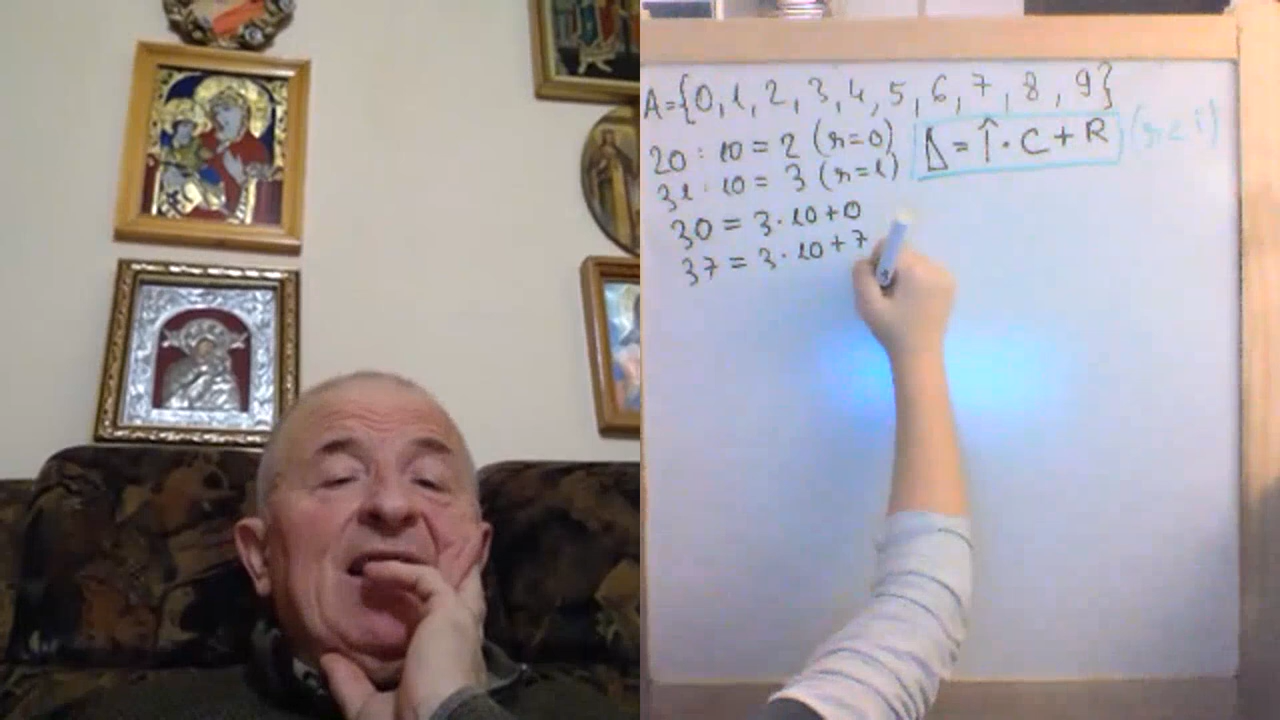 A={0,1,2,3,4,5,6,7,8,9}
20:10=2 (r=0)
31:10=3 (r=1)
30=3·10+0
37=3·10+7
D=Î·C+R (r<i)